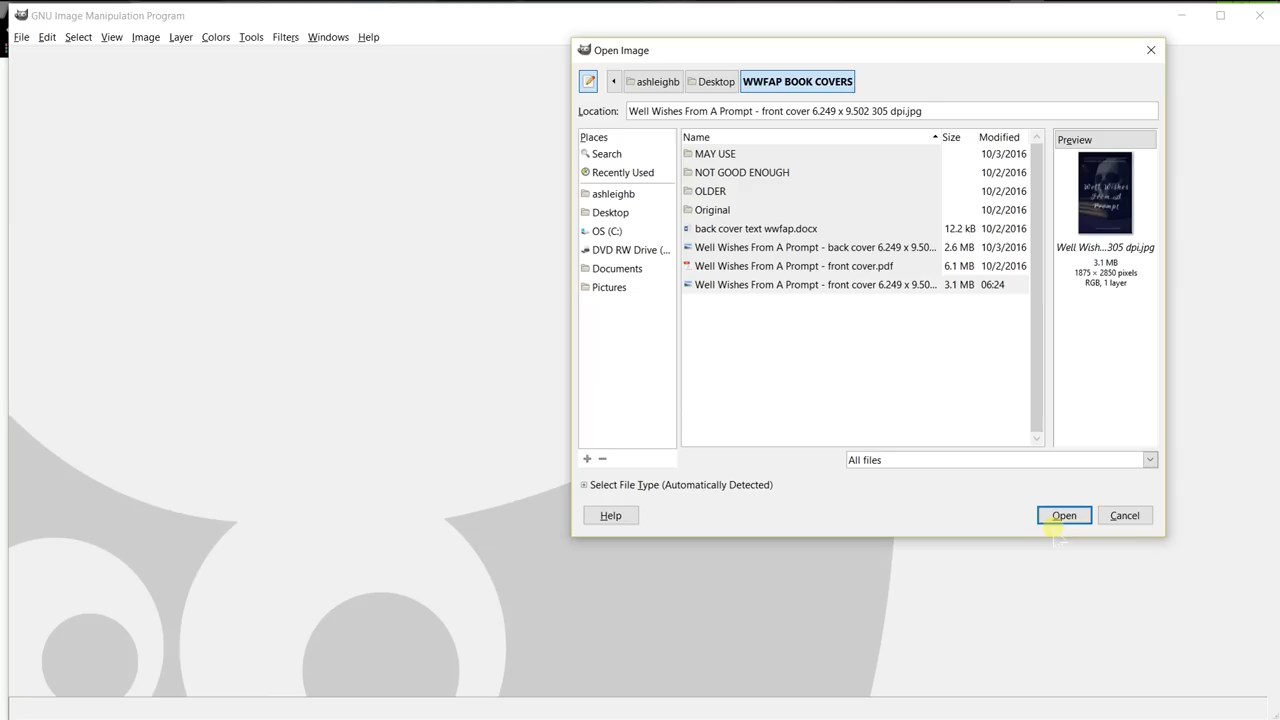 GNU Image Manipulation Program
File Edit Select View Image Layer Colors Tools Filters Windows Help
Open Image
ashleighb Desktop WWFAP BOOK COVERS
Location: Well Wishes From A Prompt - front cover 6.249 x 9.502 305 dpi.jpg
Places
Search
Recently Used
ashleighb
Desktop
OS (C:)
DVD RW Drive (...
Documents
Pictures
Name Size Modified
MAY USE 10/3/2016
NOT GOOD ENOUGH 10/2/2016
OLDER 10/2/2016
Original 10/2/2016
back cover text wwfap.docx 12.2 kB 10/2/2016
Well Wishes From A Prompt - back cover 6.249 x 9.50... 2.6 MB 10/3/2016
Well Wishes From A Prompt - front cover.pdf 6.1 MB 10/2/2016
Well Wishes From A Prompt - front cover 6.249 x 9.50... 3.1 MB 06:24
Preview
Well Wishes
From A
Prompt
Well Wish...305 dpi.jpg
3.1 MB
1875 × 2850 pixels
RGB, 1 layer
All files
Select File Type (Automatically Detected)
Help Open Cancel